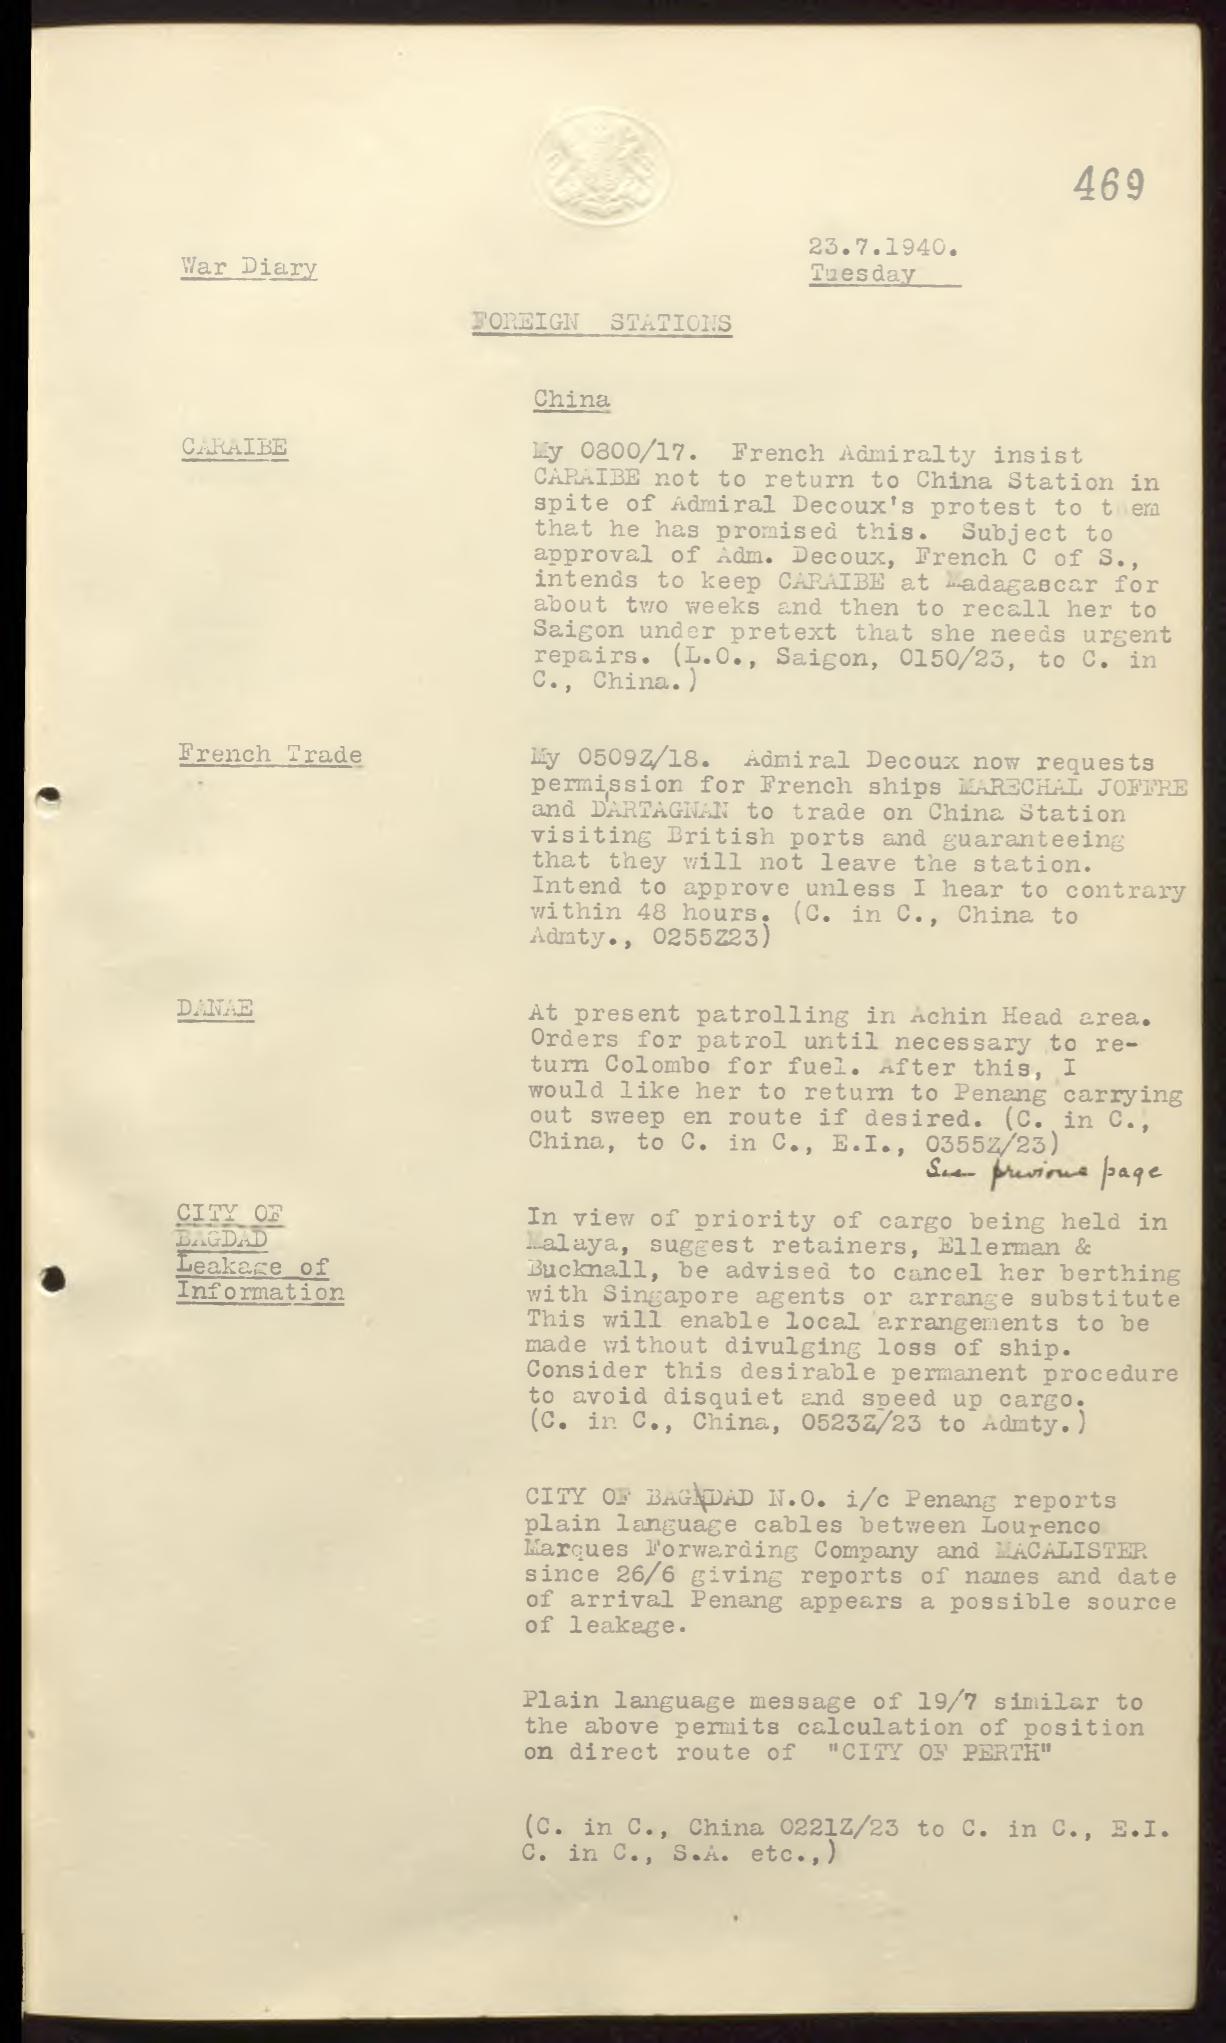 469
23.7.1940.
War Diary
Tuesday
FOREIGN STATIONS
China
CARAIBE
My 0800/17. French Admiralty insist
CARAIBE not to return to China Station in
spite of Admiral Decoux's protest to t em
that he has promised this. Subject to
approval of Adm. Decoux, French C of S.,
intends to keep CARAIBE at Madagascar for
about two weeks and then to recall her to
Saigon under pretext that she needs urgent
repairs. (L.O., Saigon, 0150/23, to C. in
C., China.)
French Trade
My 0509Z/18. Admiral Decoux now requests
permission for French ships MARECHAL JOFFRE
and D'ARTAGNAN to trade on China Station
visiting British ports and guaranteeing
that they will not leave the station.
Intend to approve unless I hear to contrary
within 48 hours. (C. in C., China to
Admty., 0255Z23)
DANAE
At present patrolling in Achin Head area.
Orders for patrol until necessary to re-
turn Colombo for fuel. After this, I
would like her to return to Penang carrying
out sweep en route if desired. (C. in C.,
China, to C. in C., E.I., 0355Z/23)
See previous page
CITY OF
BAGDAD
Leakage of
Information
In view of priority of cargo being held in
Malaya, suggest retainers, Ellerman &
Bucknall, be advised to cancel her berthing
with Singapore agents or arrange substitute
This will enable local arrangements to be
made without divulging loss of ship.
Consider this desirable permanent procedure
to avoid disquiet and speed up cargo.
(C. in C., China, 0523Z/23 to Admty.)
CITY OF BAGDAD N.O. i/c Penang reports
plain language cables between Lourenco
Marques Forwarding Company and MACALISTER
since 26/6 giving reports of names and date
of arrival Penang appears a possible source
of leakage.
Plain language message of 19/7 similar to
the above permits calculation of position
on direct route of "CITY OF PERTH"
(C. in C., China 0221Z/23 to C. in C., E.I.
C. in C., S.A. etc.,)